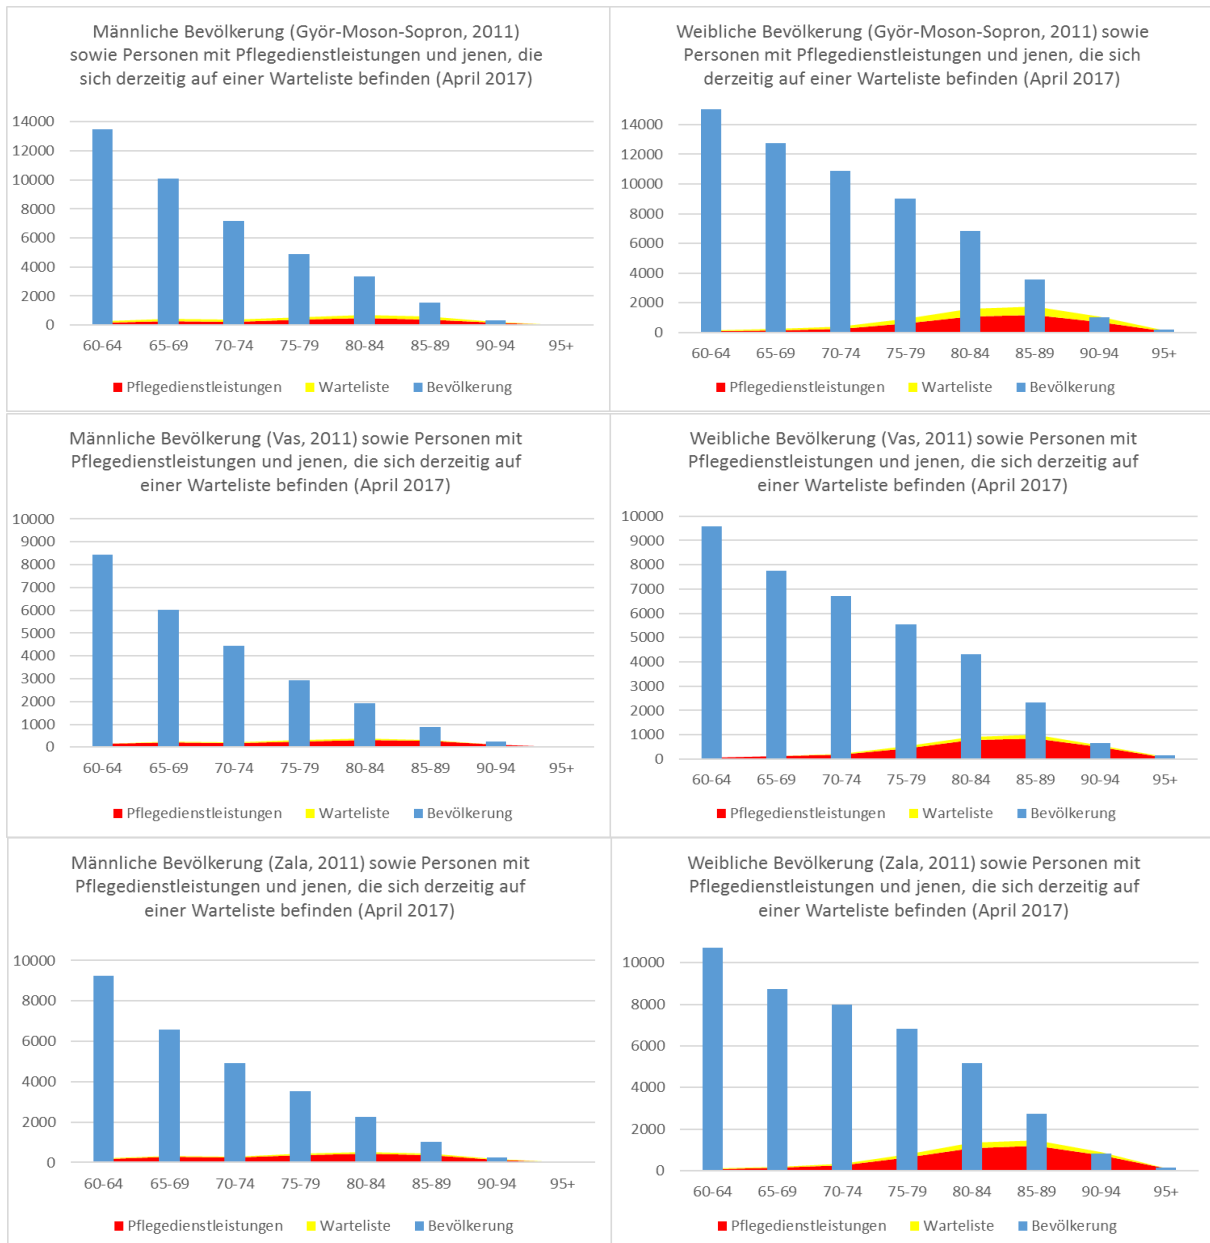 Männliche Bevölkerung (Györ-Moson-Sopron, 2011)
sowie Personen mit Pflegedienstleistungen und jenen, die
sich derzeitig auf einer Warteliste befinden (April 2017)
14000
12000
10000
8000
6000
4000
2000
0
60-64 65-69 70-74 75-79 80-84 85-89 90-94 95+
Pflegedienstleistungen Warteliste Bevölkerung
Weibliche Bevölkerung (Györ-Moson-Sopron, 2011) sowie
Personen mit Pflegedienstleistungen und jenen, die sich
derzeitig auf einer Warteliste befinden (April 2017)
14000
12000
10000
8000
6000
4000
2000
0
60-64 65-69 70-74 75-79 80-84 85-89 90-94 95+
Pflegedienstleistungen Warteliste Bevölkerung
Männliche Bevölkerung (Vas, 2011) sowie Personen mit
Pflegedienstleistungen und jenen, die sich derzeitig auf
einer Warteliste befinden (April 2017)
10000
9000
8000
7000
6000
5000
4000
3000
2000
1000
0
60-64 65-69 70-74 75-79 80-84 85-89 90-94 95+
Pflegedienstleistungen Warteliste Bevölkerung
Weibliche Bevölkerung (Vas, 2011) sowie Personen mit
Pflegedienstleistungen und jenen, die sich derzeitig auf
einer Warteliste befinden (April 2017)
10000
9000
8000
7000
6000
5000
4000
3000
2000
1000
0
60-64 65-69 70-74 75-79 80-84 85-89 90-94 95+
Pflegedienstleistungen Warteliste Bevölkerung
Männliche Bevölkerung (Zala, 2011) sowie Personen mit
Pflegedienstleistungen und jenen, die sich derzeitig auf
einer Warteliste befinden (April 2017)
10000
8000
6000
4000
2000
0
60-64 65-69 70-74 75-79 80-84 85-89 90-94 95+
Pflegedienstleistungen Warteliste Bevölkerung
Weibliche Bevölkerung (Zala, 2011) sowie Personen mit
Pflegedienstleistungen und jenen, die sich derzeitig auf
einer Warteliste befinden (April 2017)
10000
8000
6000
4000
2000
0
60-64 65-69 70-74 75-79 80-84 85-89 90-94 95+
Pflegedienstleistungen Warteliste Bevölkerung